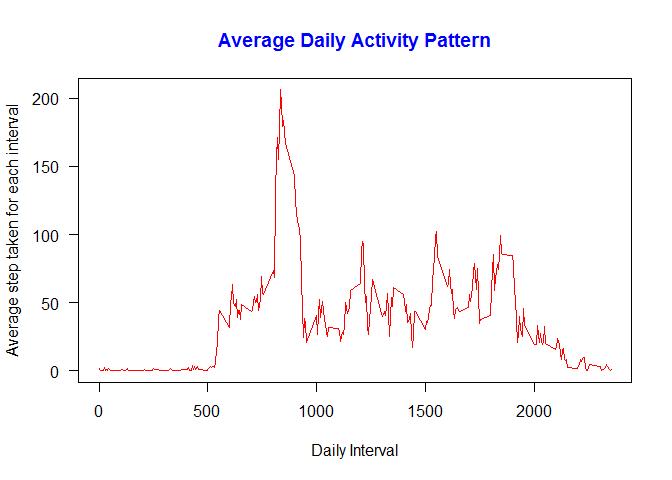 Average Daily Activity Pattern
Average step taken for each interval
200
150
100
50
0
0 500 1000 1500 2000
Daily Interval